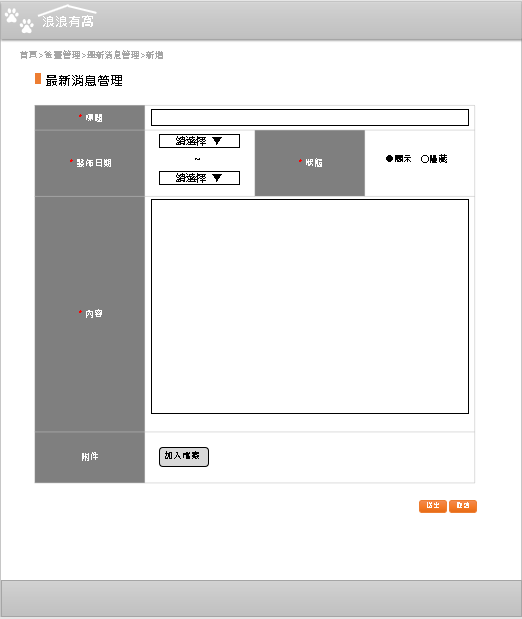 浪浪有窩
首頁>後臺管理>最新消息管理>新增
最新消息管理
* 標題
* 發佈日期
請選擇 ▼
~
請選擇 ▼
* 狀態
●顯示 ○隱藏
* 內容
附件
加入檔案
送出 取消